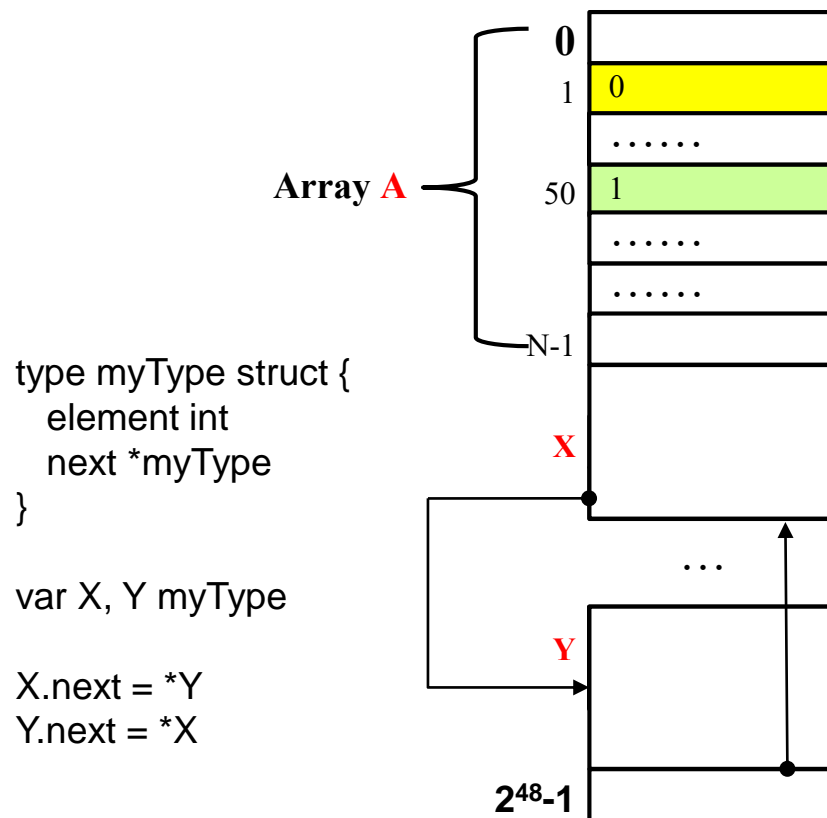 0
1 0
......
Array A 50 1
......
......
N-1
type myType struct {
element int
next *myType
}
X
...
var X, Y myType
Y
X.next = *Y
Y.next = *X
2⁴⁸-1